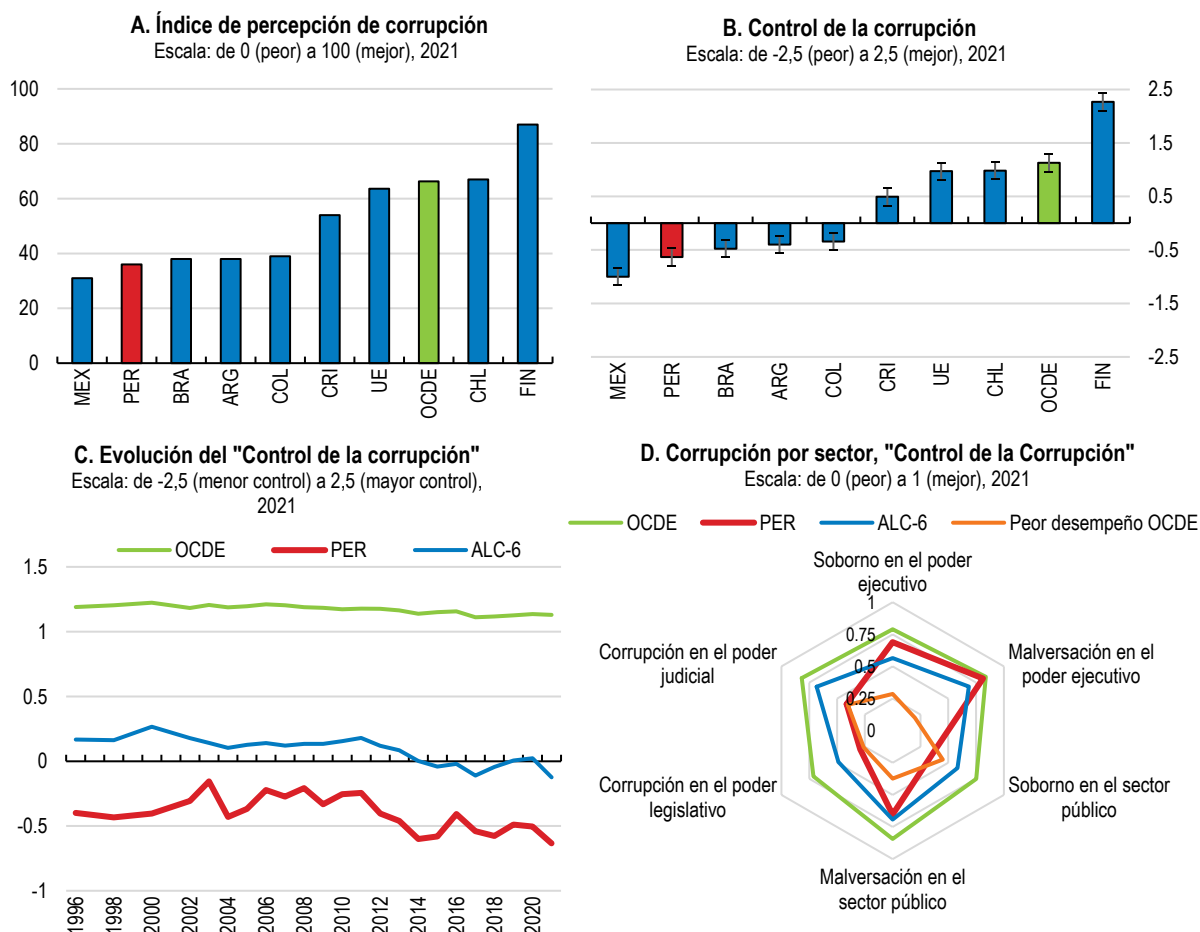 A. Índice de percepción de corrupción
Escala: de 0 (peor) a 100 (mejor), 2021
100
80
60
40
20
0
MEX
PER
BRA
ARG
COL
CRI
UE
OCDE
CHL
FIN
B. Control de la corrupción
Escala: de -2,5 (peor) a 2,5 (mejor), 2021
2.5
1.5
0.5
-0.5
-1.5
-2.5
MEX
PER
BRA
ARG
COL
CRI
UE
CHL
OCDE
FIN
C. Evolución del "Control de la corrupción"
Escala: de -2,5 (menor control) a 2,5 (mayor control),
2021
OCDE PER ALC-6
1.5
1
0.5
0
-0.5
-1
1996
1998
2000
2002
2004
2006
2008
2010
2012
2014
2016
2018
2020
D. Corrupción por sector, "Control de la Corrupción"
Escala: de 0 (peor) a 1 (mejor), 2021
OCDE PER ALC-6 Peor desempeño OCDE
Soborno en el poder
ejecutivo
1
0.75
0.5
0.25
0
Malversación en el
poder ejecutivo
Soborno en el sector
público
Malversación en el
sector público
Corrupción en el poder
legislativo
Corrupción en el poder
judicial